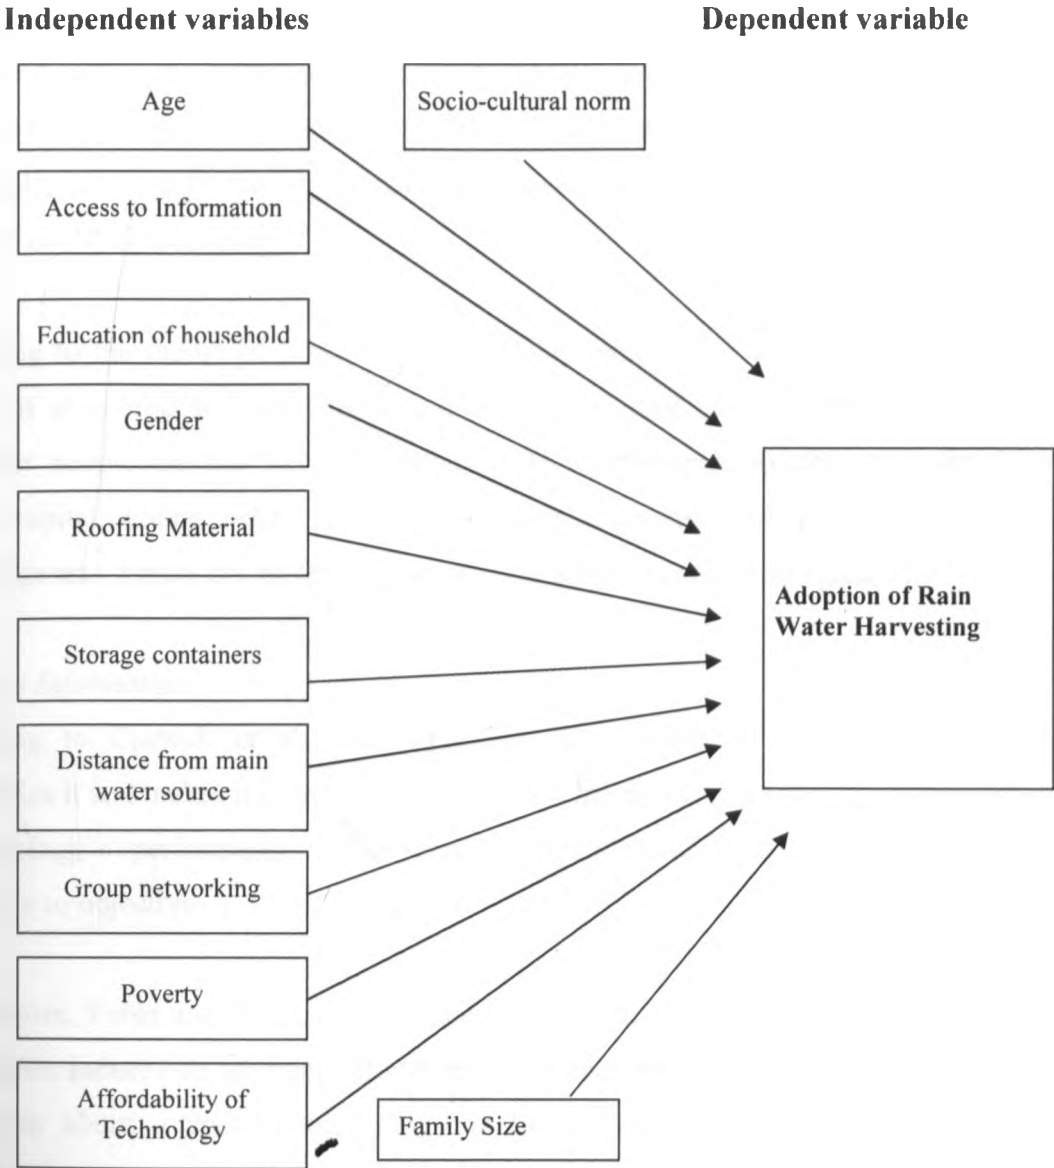 Independent variables
Dependent variable
Age
Socio-cultural norm
Access to Information
Education of household
Gender
Roofing Material
Adoption of Rain
Water Harvesting
Storage containers
Distance from main
water source
Group networking
Poverty
Affordability of
Technology
Family Size